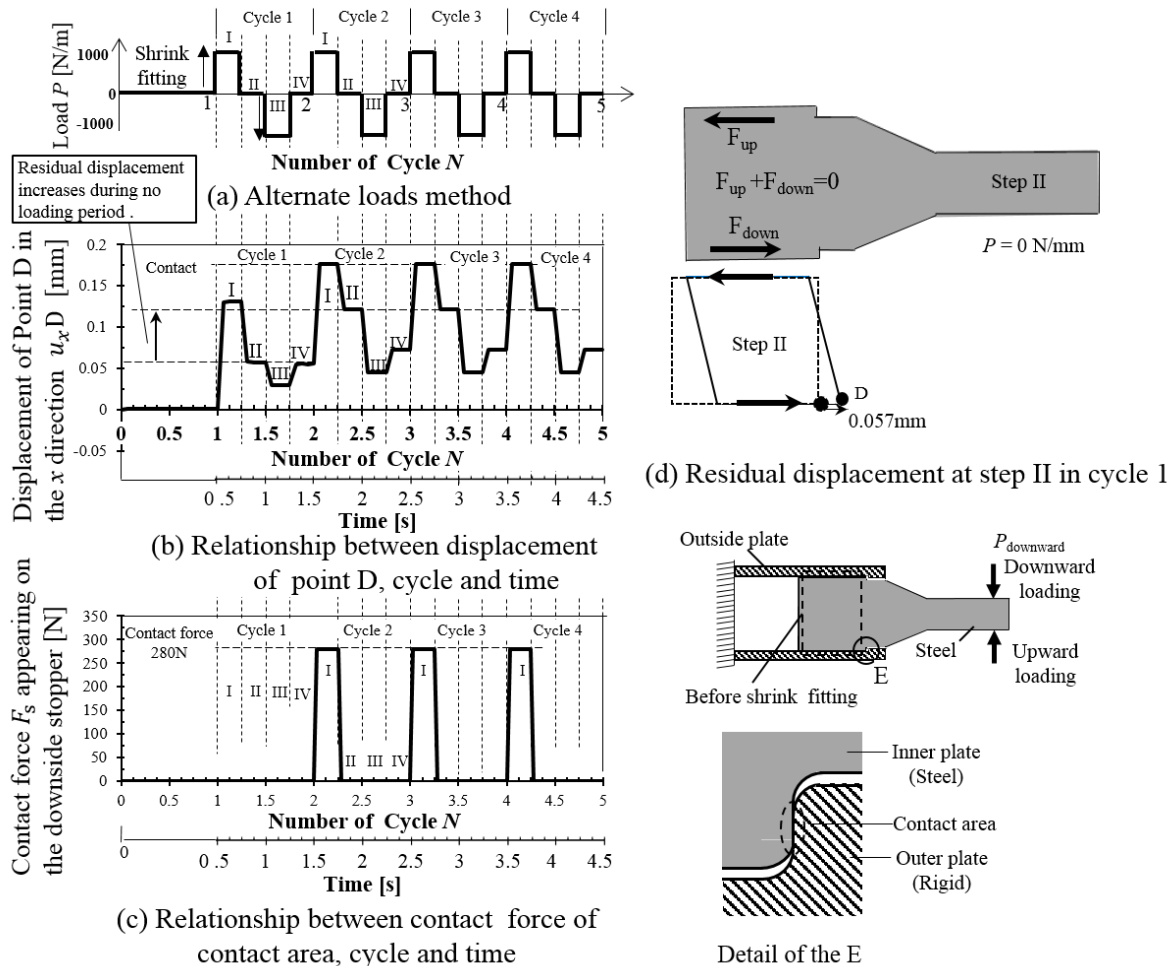 Cycle 1
Cycle 2
Cycle 3
Cycle 4
Load P [N/m]
1000
0
-1000
Shrink
fitting
I
II
III
IV
I
II
III
IV
1
2
3
4
5
Number of Cycle N
(a) Alternate loads method
Residual displacement
increases during no
loading period .
Displacement of Point D in
the x direction uxD [mm]
0.2
0.15
0.1
0.05
0
-0.05
Contact
Cycle 1
Cycle 2
Cycle 3
Cycle 4
I
II
III
IV
I
II
III
IV
0
0.5
1
1.5
2
2.5
3
3.5
4
4.5
5
Number of Cycle N
0
0.5
1
1.5
2
2.5
3
3.5
4
4.5
Time [s]
(b) Relationship between displacement
of point D, cycle and time
Contact force Fs appearing on
the downside stopper [N]
350
300
250
200
150
100
50
0
Contact force
280N
Cycle 1
Cycle 2
Cycle 3
Cycle 4
I
II
III
IV
I
II
III
IV
I
I
0
0.5
1
1.5
2
2.5
3
3.5
4
4.5
5
Number of Cycle N
0
0.5
1
1.5
2
2.5
3
3.5
4
4.5
Time [s]
(c) Relationship between contact force of
contact area, cycle and time
Fup
Fup +Fdown=0
Fdown
Step II
P = 0 N/mm
Step II
D
0.057mm
(d) Residual displacement at step II in cycle 1
Outside plate
Pdownward
Downward
loading
Steel
Upward
loading
E
Before shrink fitting
Inner plate
(Steel)
Contact area
Outer plate
(Rigid)
Detail of the E